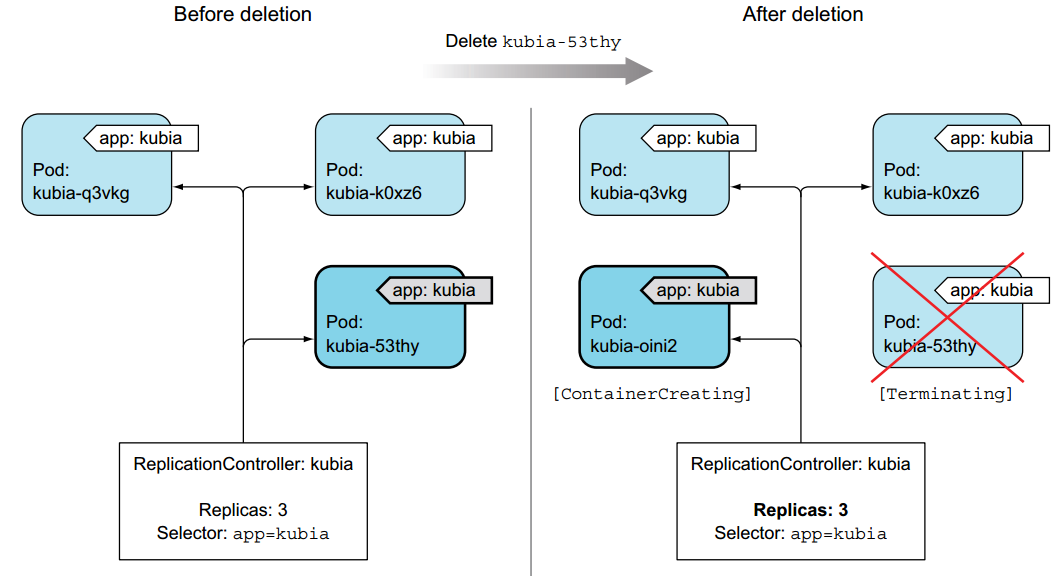 Before deletion
After deletion
Delete kubia-53thy
app: kubia
Pod:
kubia-q3vkg
app: kubia
Pod:
kubia-k0xz6
app: kubia
Pod:
kubia-53thy
ReplicationController: kubia
Replicas: 3
Selector: app=kubia
app: kubia
Pod:
kubia-q3vkg
app: kubia
Pod:
kubia-k0xz6
app: kubia
Pod:
kubia-oini2
[ContainerCreating]
app: kubia
Pod:
kubia-53thy
[Terminating]
ReplicationController: kubia
Replicas: 3
Selector: app=kubia